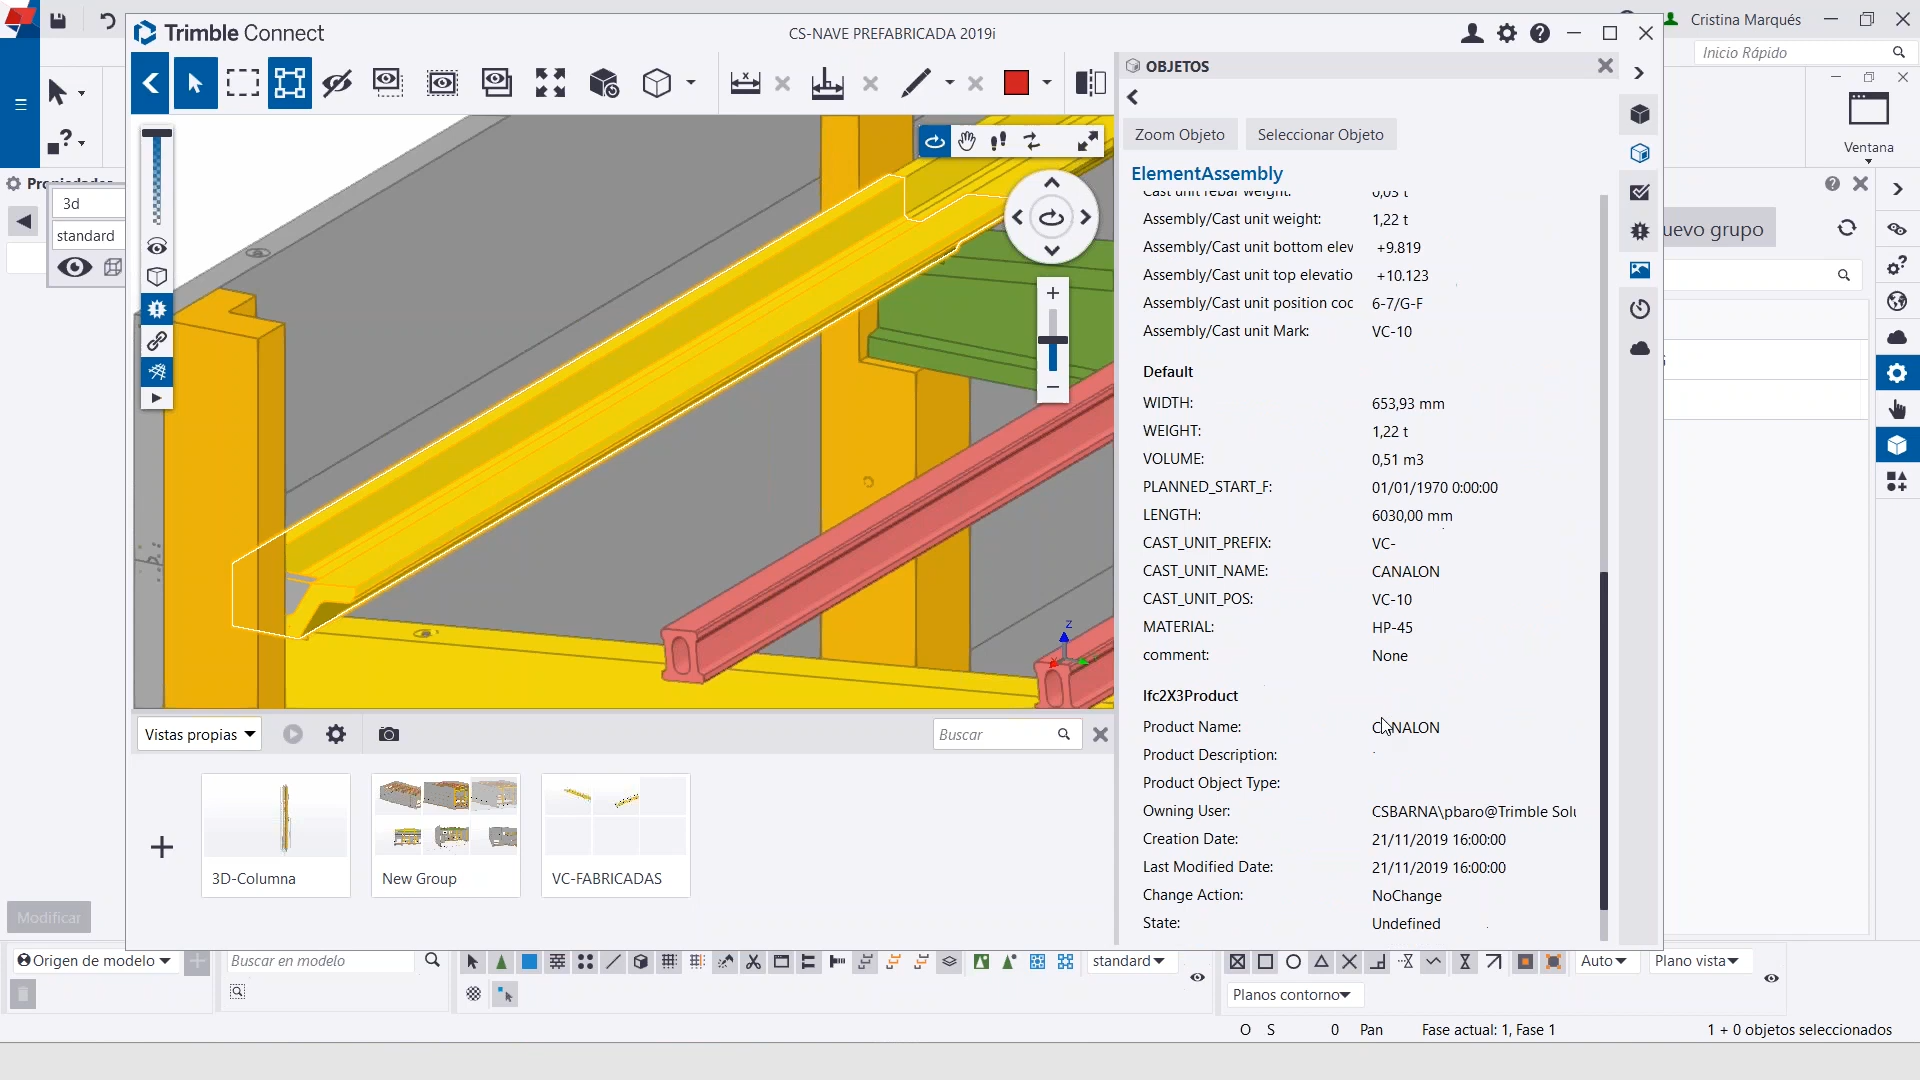 Trimble Connect
CS-NAVE PREFABRICADA 2019i
Cristina Marqués
Inicio Rápido
Ventana
OBJETOS
Zoom Objeto
Seleccionar Objeto
ElementAssembly
Cast unit rebar weight: 0,03 t
Assembly/Cast unit weight: 1,22 t
Assembly/Cast unit bottom elev +9.819
Assembly/Cast unit top elevatio +10.123
Assembly/Cast unit position coc 6-7/G-F
Assembly/Cast unit Mark: VC-10
Default
WIDTH: 653,93 mm
WEIGHT: 1,22 t
VOLUME: 0,51 m3
PLANNED_START_F: 01/01/1970 0:00:00
LENGTH: 6030,00 mm
CAST_UNIT_PREFIX: VC-
CAST_UNIT_NAME: CANALON
CAST_UNIT_POS: VC-10
MATERIAL: HP-45
comment: None
Ifc2X3Product
Product Name: CANALON
Product Description:
Product Object Type:
Owning User: CSBARNA\pbaro@Trimble Solu
Creation Date: 21/11/2019 16:00:00
Last Modified Date: 21/11/2019 16:00:00
Change Action: NoChange
State: Undefined
uevo grupo
3d
standard
z
Vistas propias
Buscar
3D-Columna
New Group
VC-FABRICADAS
Modificar
Origen de modelo
Buscar en modelo
standard
Auto
Plano vista
Planos contorno
O S 0 Pan Fase actual: 1, Fase 1 1 + 0 objetos seleccionados